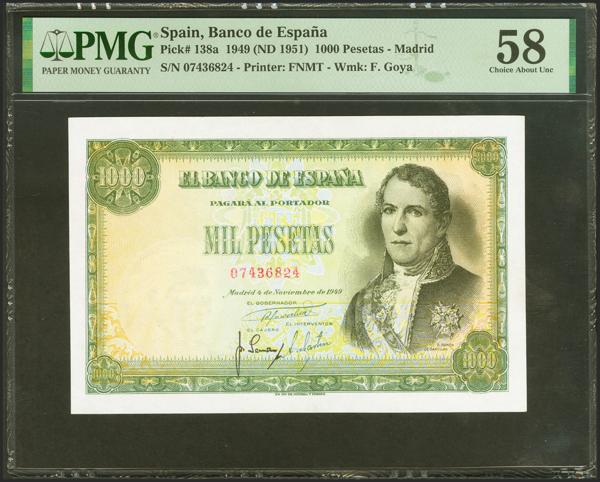 PMG
PAPER MONEY GUARANTY
Spain, Banco de España
Pick# 138a 1949 (ND 1951) 1000 Pesetas - Madrid
S/N 07436824 - Printer: FNMT - Wmk: F. Goya
58
Choice About Unc
1000
1000
EL BANCO DE ESPAÑA
PAGARÁ AL PORTADOR
MIL PESETAS
07436824
Madrid 4 de Noviembre de 1949
EL GOBERNADOR
EL INTERVENTOR
EL CAJERO
1000
1000